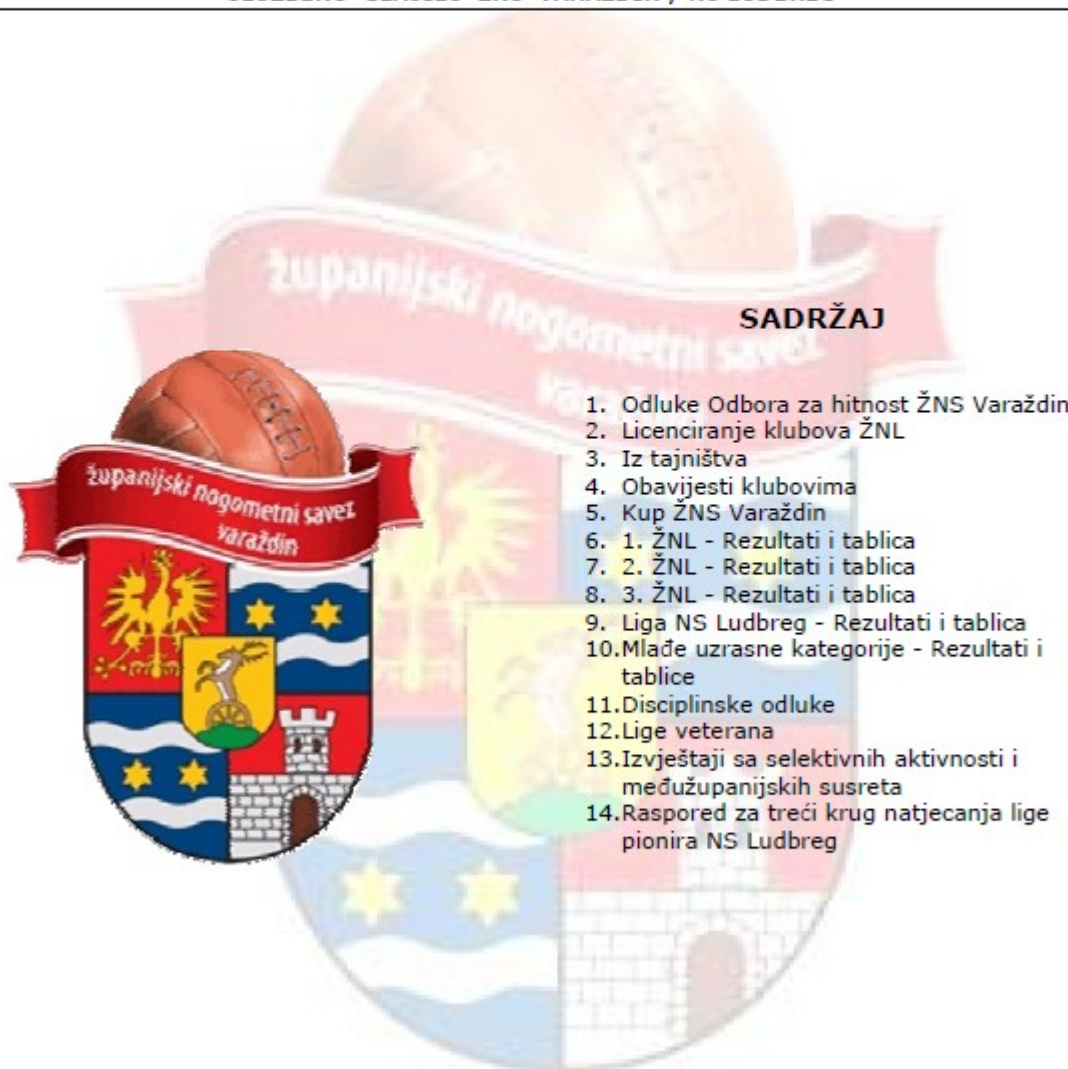 županijski nogometni savez
varaždin
SADRŽAJ
županijski nogometni savez
varaždin
1. Odluke Odbora za hitnost ŽNS Varaždin
2. Licenciranje klubova ŽNL
3. Iz tajništva
4. Obavijesti klubovima
5. Kup ŽNS Varaždin
6. 1. ŽNL - Rezultati i tablica
7. 2. ŽNL - Rezultati i tablica
8. 3. ŽNL - Rezultati i tablica
9. Liga NS Ludbreg - Rezultati i tablica
10.Mlađe uzrasne kategorije - Rezultati i
tablice
11.Disciplinske odluke
12.Lige veterana
13.Izvještaji sa selektivnih aktivnosti i
međužupanijskih susreta
14.Raspored za treći krug natjecanja lige
pionira NS Ludbreg